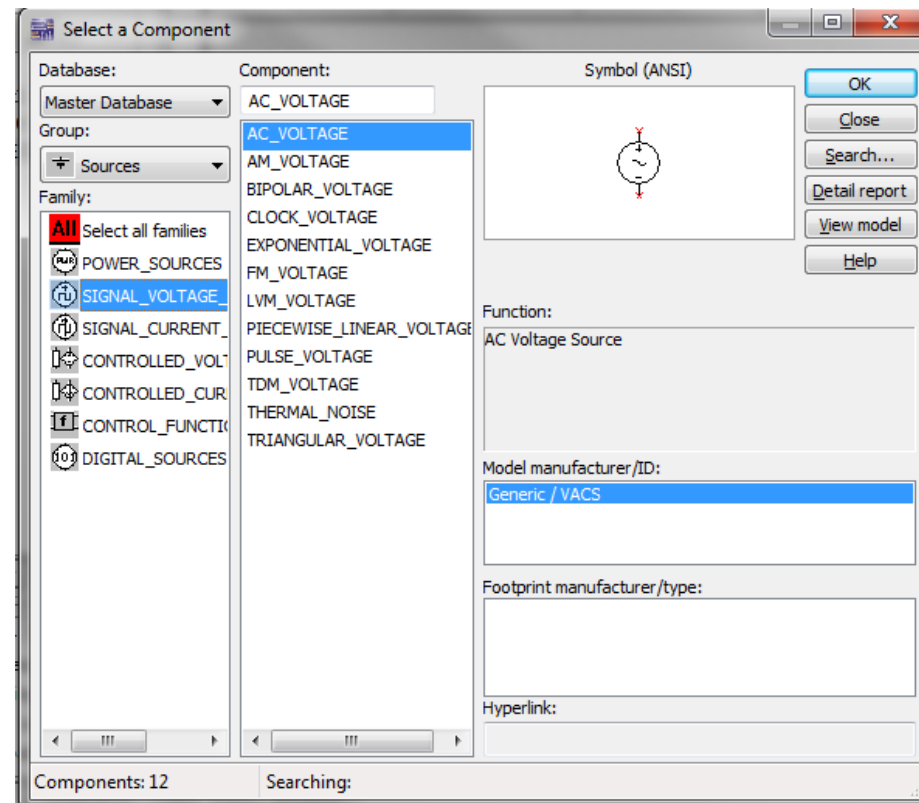 Select a Component
Database:
Master Database
Group:
Sources
Family:
All Select all families
POWER_SOURCES
SIGNAL_VOLTAGE_
SIGNAL_CURRENT_
CONTROLLED_VOLT
CONTROLLED_CUR
CONTROL_FUNCTI
DIGITAL_SOURCES
Component:
AC_VOLTAGE
AC_VOLTAGE
AM_VOLTAGE
BIPOLAR_VOLTAGE
CLOCK_VOLTAGE
EXPONENTIAL_VOLTAGE
FM_VOLTAGE
LVM_VOLTAGE
PIECEWISE_LINEAR_VOLTAGE
PULSE_VOLTAGE
TDM_VOLTAGE
THERMAL_NOISE
TRIANGULAR_VOLTAGE
Symbol (ANSI)
Function:
AC Voltage Source
Model manufacturer/ID:
Generic / VACS
Footprint manufacturer/type:
Hyperlink:
OK
Close
Search...
Detail report
View model
Help
Components: 12
Searching: